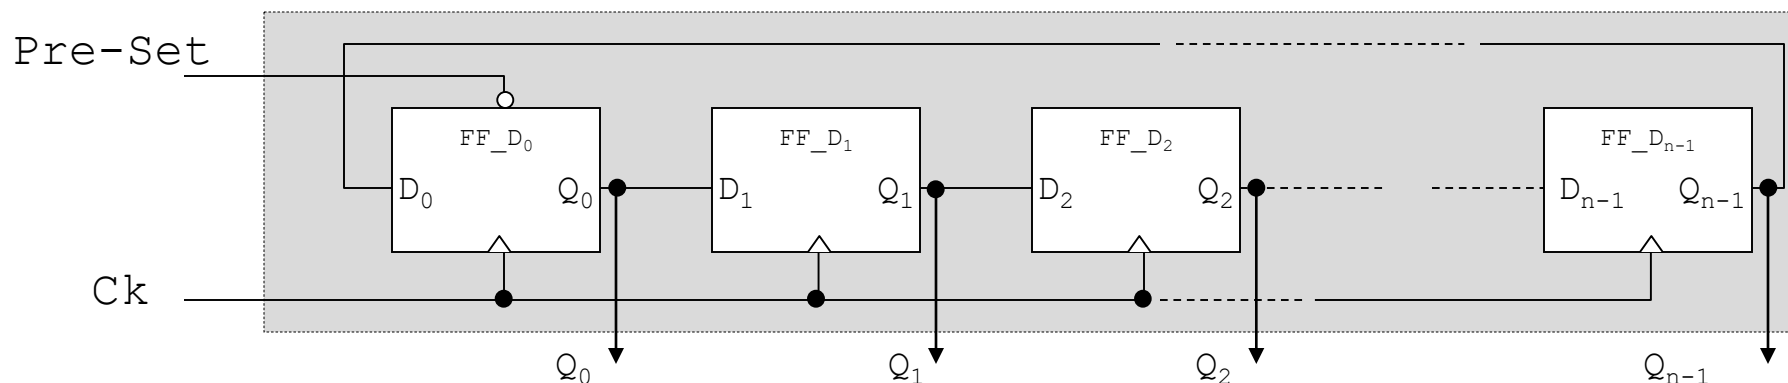 Pre-Set
FF_D₀ FF_D₁ FF_D₂ FF_Dₙ₋₁
D₀ Q₀ D₁ Q₁ D₂ Q₂ Dₙ₋₁ Qₙ₋₁
Ck
Q₀ Q₁ Q₂ Qₙ₋₁